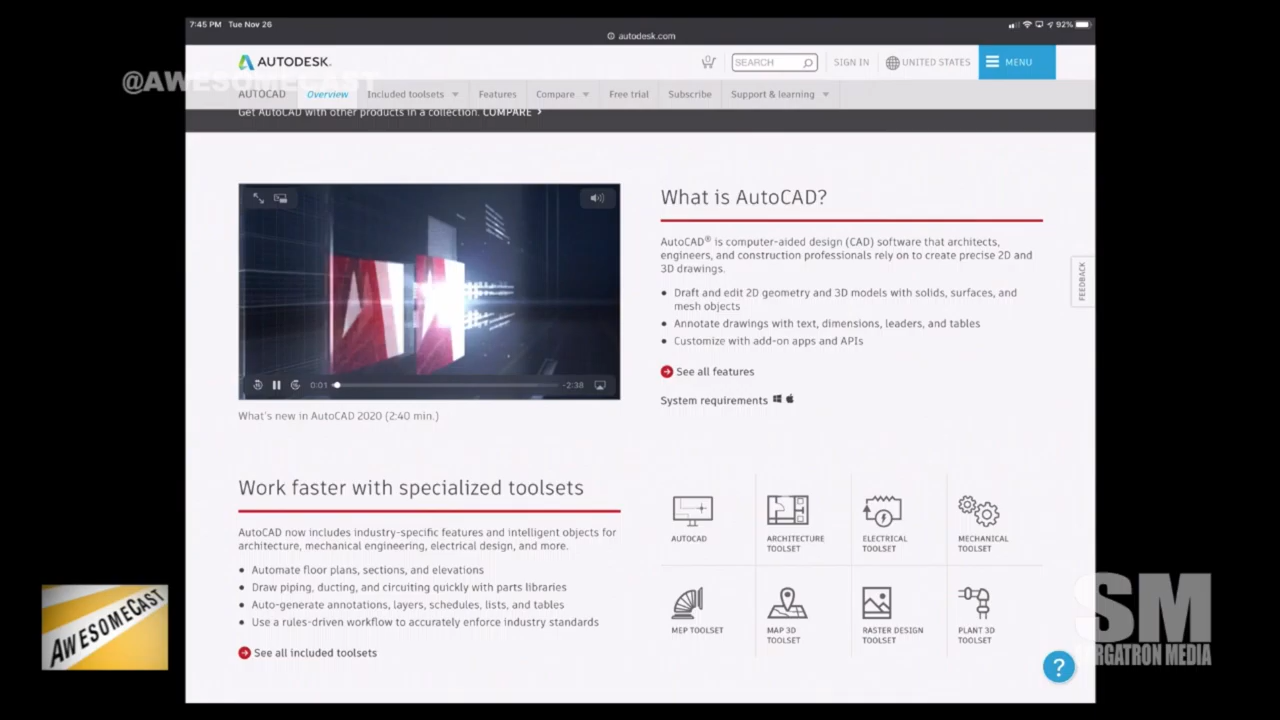 7:45 PM Tue Nov 26
92%
autodesk.com
AUTODESK.
SEARCH
SIGN IN
UNITED STATES
MENU
@AWESOMECAST
AUTOCAD
Overview
Included toolsets
Features
Compare
Free trial
Subscribe
Support & learning
Get AutoCAD with other products in a collection. COMPARE >
0:01
-2:38
What's new in AutoCAD 2020 (2:40 min.)
What is AutoCAD?
AutoCAD® is computer-aided design (CAD) software that architects,
engineers, and construction professionals rely on to create precise 2D and
3D drawings.
• Draft and edit 2D geometry and 3D models with solids, surfaces, and
mesh objects
• Annotate drawings with text, dimensions, leaders, and tables
• Customize with add-on apps and APIs
See all features
System requirements
FEEDBACK
Work faster with specialized toolsets
AutoCAD now includes industry-specific features and intelligent objects for
architecture, mechanical engineering, electrical design, and more.
• Automate floor plans, sections, and elevations
• Draw piping, ducting, and circuiting quickly with parts libraries
• Auto-generate annotations, layers, schedules, lists, and tables
• Use a rules-driven workflow to accurately enforce industry standards
See all included toolsets
AUTOCAD
ARCHITECTURE
TOOLSET
ELECTRICAL
TOOLSET
MECHANICAL
TOOLSET
MEP TOOLSET
MAP 3D
TOOLSET
RASTER DESIGN
TOOLSET
PLANT 3D
TOOLSET
?
AWESOMECAST
SM
RGATRON MEDIA